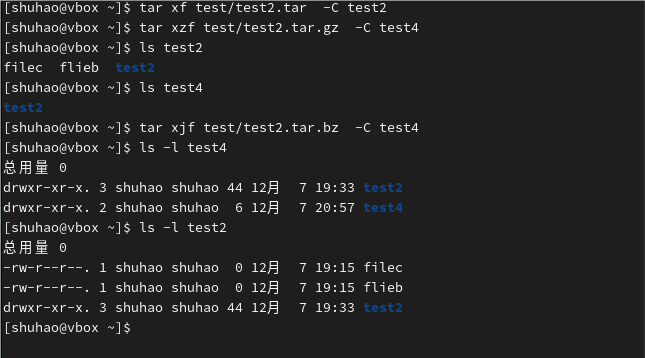 [shuhao@vbox ~]$ tar xf test/test2.tar  -C test2
[shuhao@vbox ~]$ tar xzf test/test2.tar.gz  -C test4
[shuhao@vbox ~]$ ls test2
filec  flieb  test2
[shuhao@vbox ~]$ ls test4
test2
[shuhao@vbox ~]$ tar xjf test/test2.tar.bz  -C test4
[shuhao@vbox ~]$ ls -l test4
总用量 0
drwxr-xr-x. 3 shuhao shuhao 44 12月  7 19:33 test2
drwxr-xr-x. 2 shuhao shuhao  6 12月  7 20:57 test4
[shuhao@vbox ~]$ ls -l test2
总用量 0
-rw-r--r--. 1 shuhao shuhao  0 12月  7 19:15 filec
-rw-r--r--. 1 shuhao shuhao  0 12月  7 19:15 flieb
drwxr-xr-x. 3 shuhao shuhao 44 12月  7 19:33 test2
[shuhao@vbox ~]$